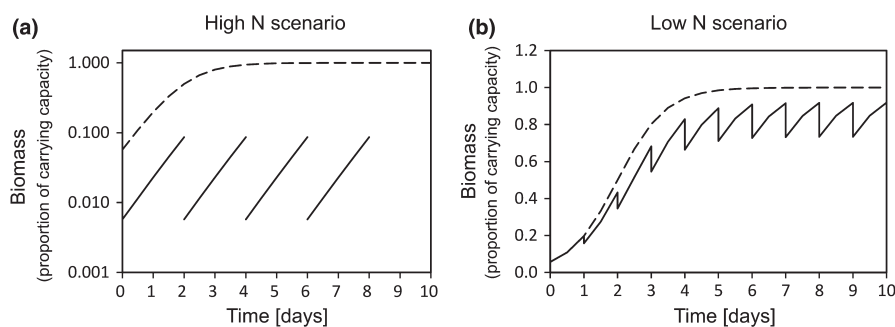 (a) High N scenario
Biomass
(proportion of carrying capacity)
1.000
0.100
0.010
0.001
0 1 2 3 4 5 6 7 8 9 10
Time [days]
(b) Low N scenario
Biomass
(proportion of carrying capacity)
1.2
1.0
0.8
0.6
0.4
0.2
0.0
0 1 2 3 4 5 6 7 8 9 10
Time [days]